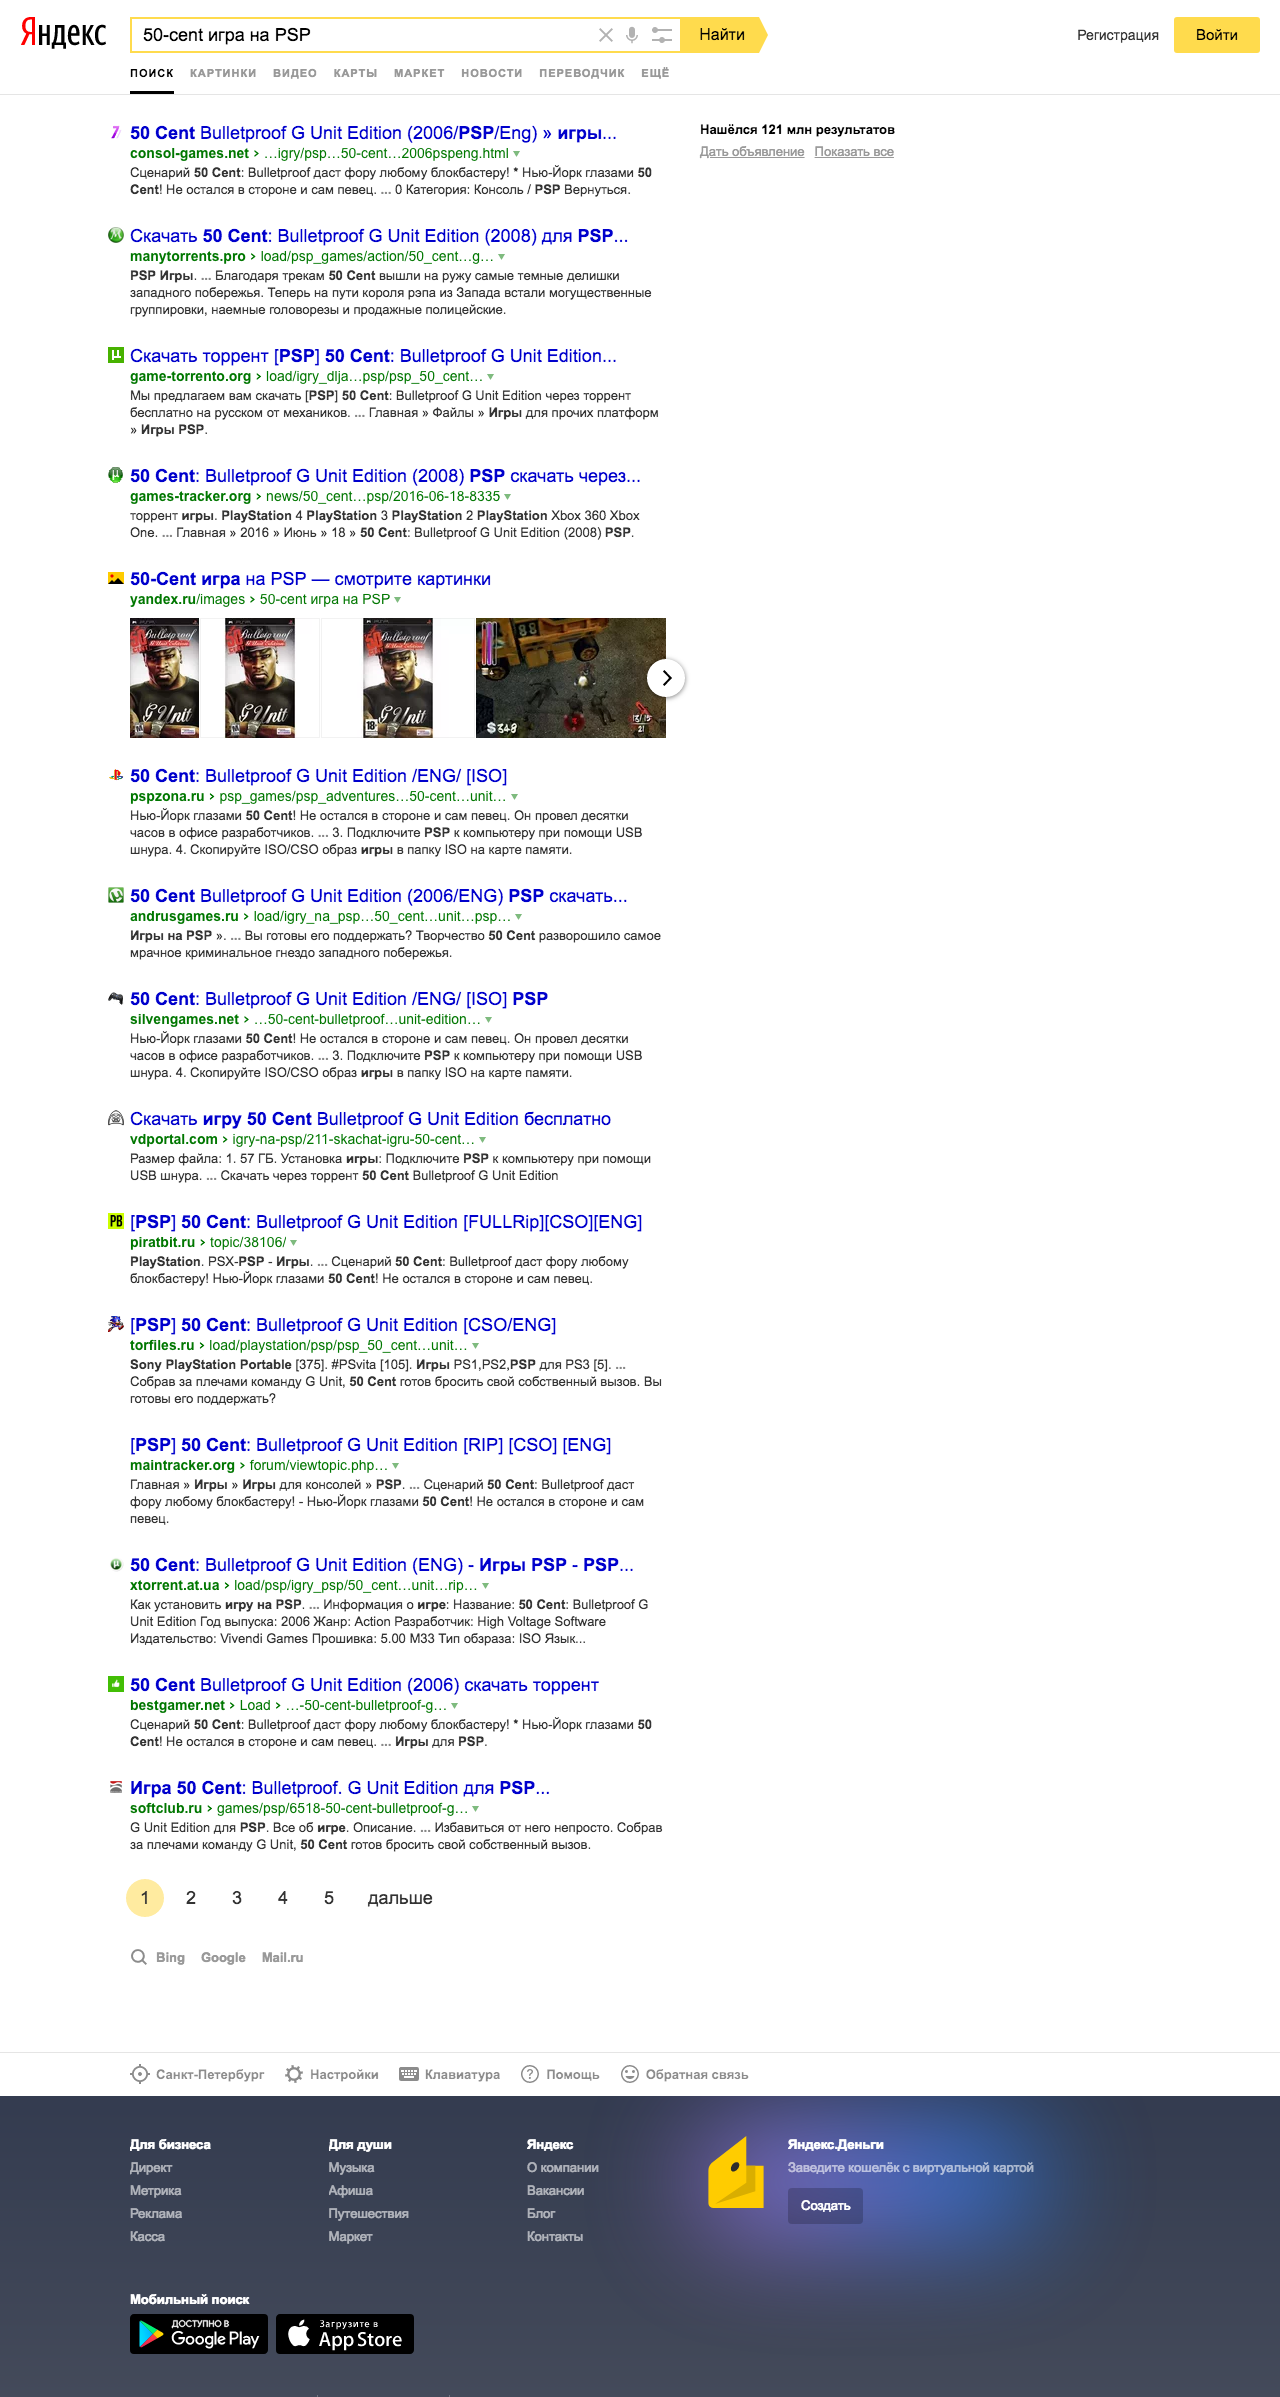 Яндекс
50-cent игра на PSP
Найти
Регистрация
Войти
ПОИСК КАРТИНКИ ВИДЕО КАРТЫ МАРКЕТ НОВОСТИ ПЕРЕВОДЧИК ЕЩЁ
50 Cent Bulletproof G Unit Edition (2006/PSP/Eng) » игры...
consol-games.net › …igry/psp…50-cent…2006pspeng.html
Сценарий 50 Cent: Bulletproof даст фору любому блокбастеру! * Нью-Йорк глазами 50
Cent! Не остался в стороне и сам певец. ... 0 Категория: Консоль / PSP Вернуться.
Нашёлся 121 млн результатов
Дать объявление Показать все
Скачать 50 Cent: Bulletproof G Unit Edition (2008) для PSP...
manytorrents.pro › load/psp_games/action/50_cent…g…
PSP Игры. ... Благодаря трекам 50 Cent вышли на ружу самые темные делишки
западного побережья. Теперь на пути короля рэпа из Запада встали могущественные
группировки, наемные головорезы и продажные полицейские.
Скачать торрент [PSP] 50 Cent: Bulletproof G Unit Edition...
game-torrento.org › load/igry_dlja…psp/psp_50_cent…
Мы предлагаем вам скачать [PSP] 50 Cent: Bulletproof G Unit Edition через торрент
бесплатно на русском от механиков. ... Главная » Файлы » Игры для прочих платформ
» Игры PSP.
50 Cent: Bulletproof G Unit Edition (2008) PSP скачать через...
games-tracker.org › news/50_cent…psp/2016-06-18-8335
торрент игры. PlayStation 4 PlayStation 3 PlayStation 2 PlayStation Xbox 360 Xbox
One. ... Главная » 2016 » Июнь » 18 » 50 Cent: Bulletproof G Unit Edition (2008) PSP.
50-Cent игра на PSP — смотрите картинки
yandex.ru/images › 50-cent игра на PSP
Bulletproof Bulletproof Bulletproof
G Unit Edition G Unit Edition G Unit Edition
G Unit G Unit G Unit
18
88
$348
13/15
21
50 Cent: Bulletproof G Unit Edition /ENG/ [ISO]
pspzona.ru › psp_games/psp_adventures…50-cent…unit…
Нью-Йорк глазами 50 Cent! Не остался в стороне и сам певец. Он провел десятки
часов в офисе разработчиков. ... 3. Подключите PSP к компьютеру при помощи USB
шнура. 4. Скопируйте ISO/CSO образ игры в папку ISO на карте памяти.
50 Cent Bulletproof G Unit Edition (2006/ENG) PSP скачать...
andrusgames.ru › load/igry_na_psp…50_cent…unit…psp…
Игры на PSP ». ... Вы готовы его поддержать? Творчество 50 Cent разворошило самое
мрачное криминальное гнездо западного побережья.
50 Cent: Bulletproof G Unit Edition /ENG/ [ISO] PSP
silvengames.net › …50-cent-bulletproof…unit-edition…
Нью-Йорк глазами 50 Cent! Не остался в стороне и сам певец. Он провел десятки
часов в офисе разработчиков. ... 3. Подключите PSP к компьютеру при помощи USB
шнура. 4. Скопируйте ISO/CSO образ игры в папку ISO на карте памяти.
Скачать игру 50 Cent Bulletproof G Unit Edition бесплатно
vdportal.com › igry-na-psp/211-skachat-igru-50-cent…
Размер файла: 1. 57 ГБ. Установка игры: Подключите PSP к компьютеру при помощи
USB шнура. ... Скачать через торрент 50 Cent Bulletproof G Unit Edition
PB
[PSP] 50 Cent: Bulletproof G Unit Edition [FULLRip][CSO][ENG]
piratbit.ru › topic/38106/
PlayStation. PSX-PSP - Игры. ... Сценарий 50 Cent: Bulletproof даст фору любому
блокбастеру! Нью-Йорк глазами 50 Cent! Не остался в стороне и сам певец.
[PSP] 50 Cent: Bulletproof G Unit Edition [CSO/ENG]
torfiles.ru › load/playstation/psp/psp_50_cent…unit…
Sony PlayStation Portable [375]. #PSvita [105]. Игры PS1,PS2,PSP для PS3 [5]. ...
Собрав за плечами команду G Unit, 50 Cent готов бросить свой собственный вызов. Вы
готовы его поддержать?
[PSP] 50 Cent: Bulletproof G Unit Edition [RIP] [CSO] [ENG]
maintracker.org › forum/viewtopic.php…
Главная » Игры » Игры для консолей » PSP. ... Сценарий 50 Cent: Bulletproof даст
фору любому блокбастеру! - Нью-Йорк глазами 50 Cent! Не остался в стороне и сам
певец.
50 Cent: Bulletproof G Unit Edition (ENG) - Игры PSP - PSP...
xtorrent.at.ua › load/psp/igry_psp/50_cent…unit…rip…
Как установить игру на PSP. ... Информация о игре: Название: 50 Cent: Bulletproof G
Unit Edition Год выпуска: 2006 Жанр: Action Разработчик: High Voltage Software
Издательство: Vivendi Games Прошивка: 5.00 М33 Тип обзраза: ISO Язык...
50 Cent Bulletproof G Unit Edition (2006) скачать торрент
bestgamer.net › Load › …-50-cent-bulletproof-g…
Сценарий 50 Cent: Bulletproof даст фору любому блокбастеру! * Нью-Йорк глазами 50
Cent! Не остался в стороне и сам певец. ... Игры для PSP.
Игра 50 Cent: Bulletproof. G Unit Edition для PSP...
softclub.ru › games/psp/6518-50-cent-bulletproof-g…
G Unit Edition для PSP. Все об игре. Описание. ... Избавиться от него непросто. Собрав
за плечами команду G Unit, 50 Cent готов бросить свой собственный вызов.
1 2 3 4 5 дальше
Bing Google Mail.ru
Санкт-Петербург Настройки Клавиатура Помощь Обратная связь
Для бизнеса
Директ
Метрика
Реклама
Касса
Для души
Музыка
Афиша
Путешествия
Маркет
Яндекс
О компании
Вакансии
Блог
Контакты
Яндекс.Деньги
Заведите кошелёк с виртуальной картой
Создать
Мобильный поиск
ДОСТУПНО В
Google Play
Загрузите в
App Store